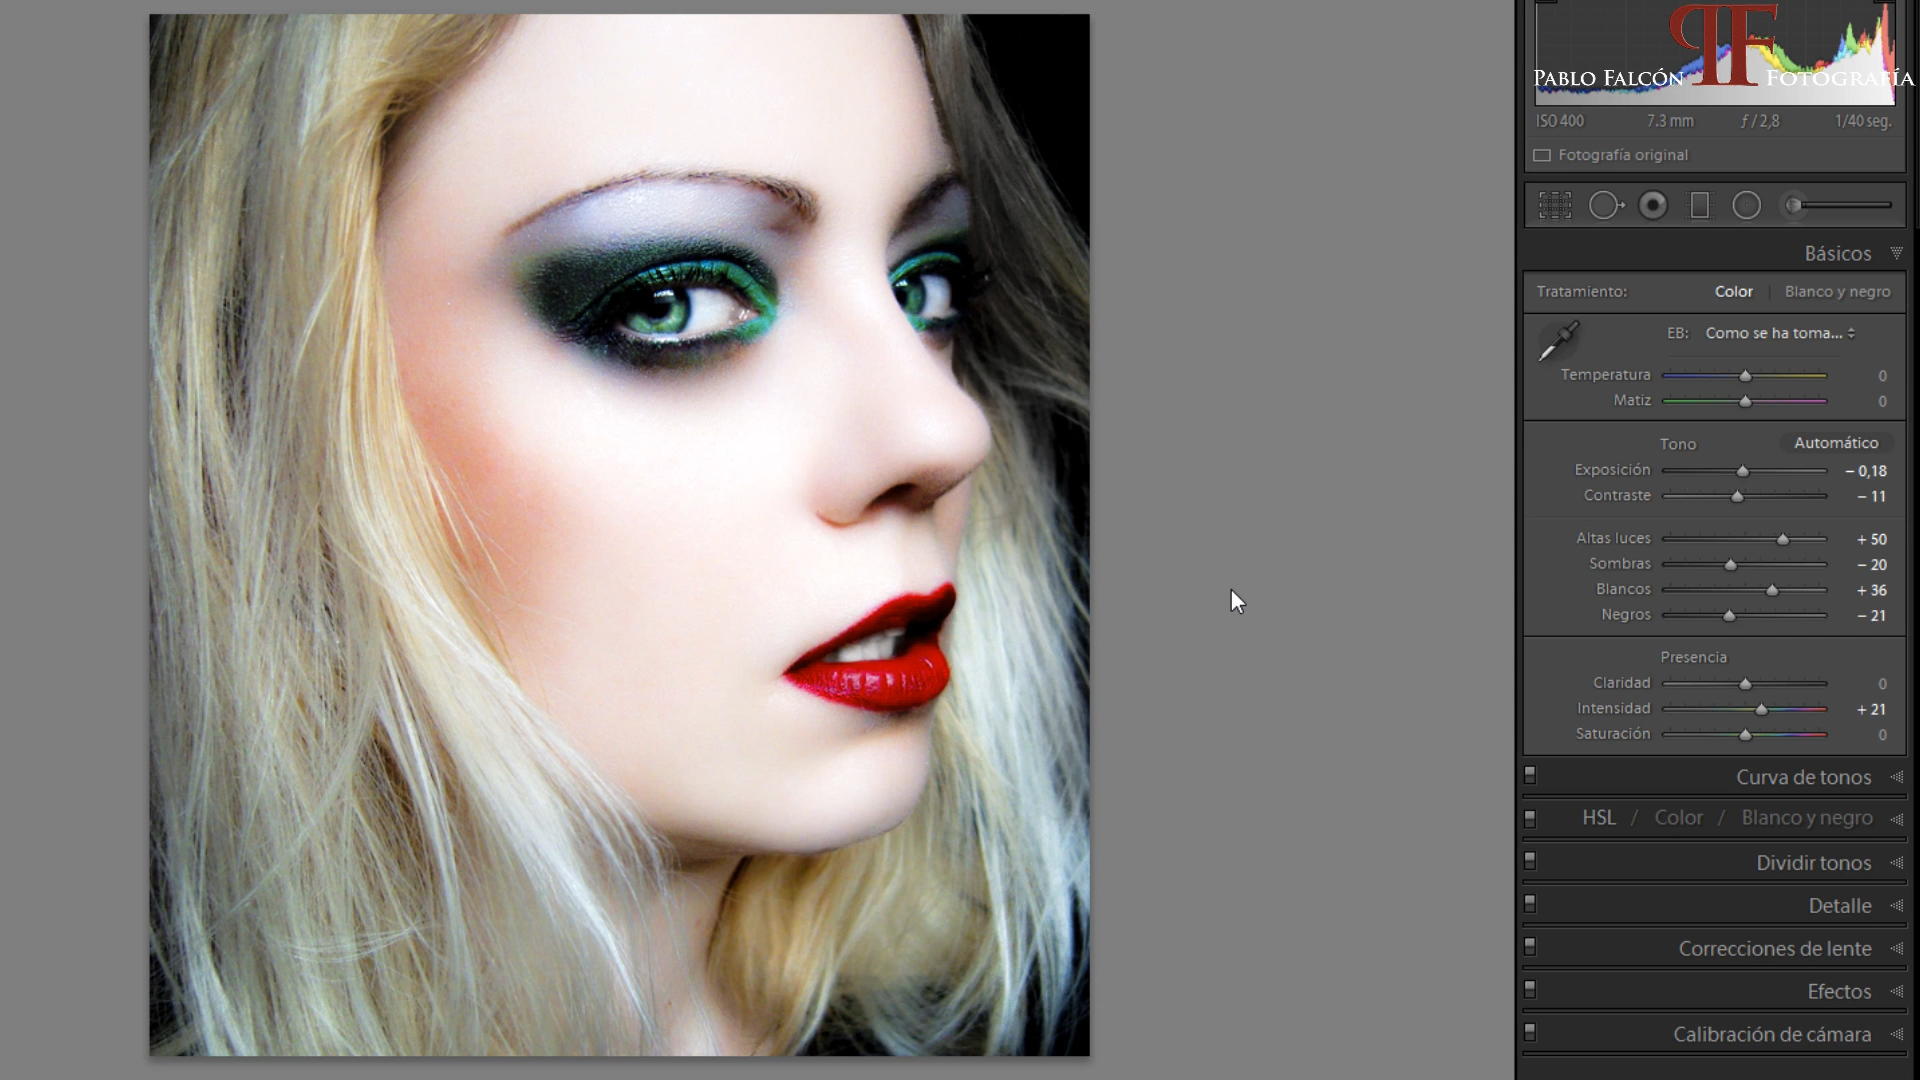 PABLO FALCÓN PF FOTOGRAFÍA
ISO 400 7.3 mm ƒ / 2,8 1/40 seg.
Fotografía original
Básicos
Tratamiento: Color Blanco y negro
EB: Como se ha toma...
Temperatura 0
Matiz 0
Tono Automático
Exposición − 0,18
Contraste − 11
Altas luces + 50
Sombras − 20
Blancos + 36
Negros − 21
Presencia
Claridad 0
Intensidad + 21
Saturación 0
Curva de tonos
HSL / Color / Blanco y negro
Dividir tonos
Detalle
Correcciones de lente
Efectos
Calibración de cámara